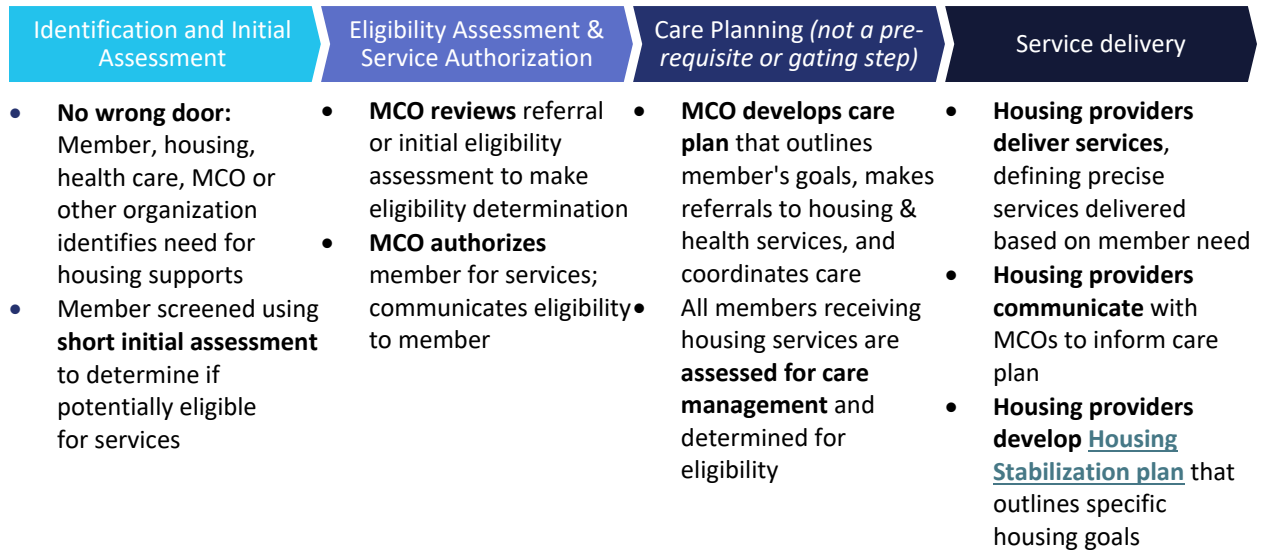 Identification and Initial
Assessment
Eligibility Assessment &
Service Authorization
Care Planning (not a pre-
requisite or gating step)
Service delivery
• No wrong door:
Member, housing,
health care, MCO or
other organization
identifies need for
housing supports
• Member screened using
short initial assessment
to determine if
potentially eligible
for services
• MCO reviews referral
or initial eligibility
assessment to make
eligibility determination
• MCO authorizes
member for services;
communicates eligibility
to member
• MCO develops care
plan that outlines
member's goals, makes
referrals to housing &
health services, and
coordinates care
• All members receiving
housing services are
assessed for care
management and
determined for
eligibility
• Housing providers
deliver services,
defining precise
services delivered
based on member need
• Housing providers
communicate with
MCOs to inform care
plan
• Housing providers
develop Housing
Stabilization plan that
outlines specific
housing goals